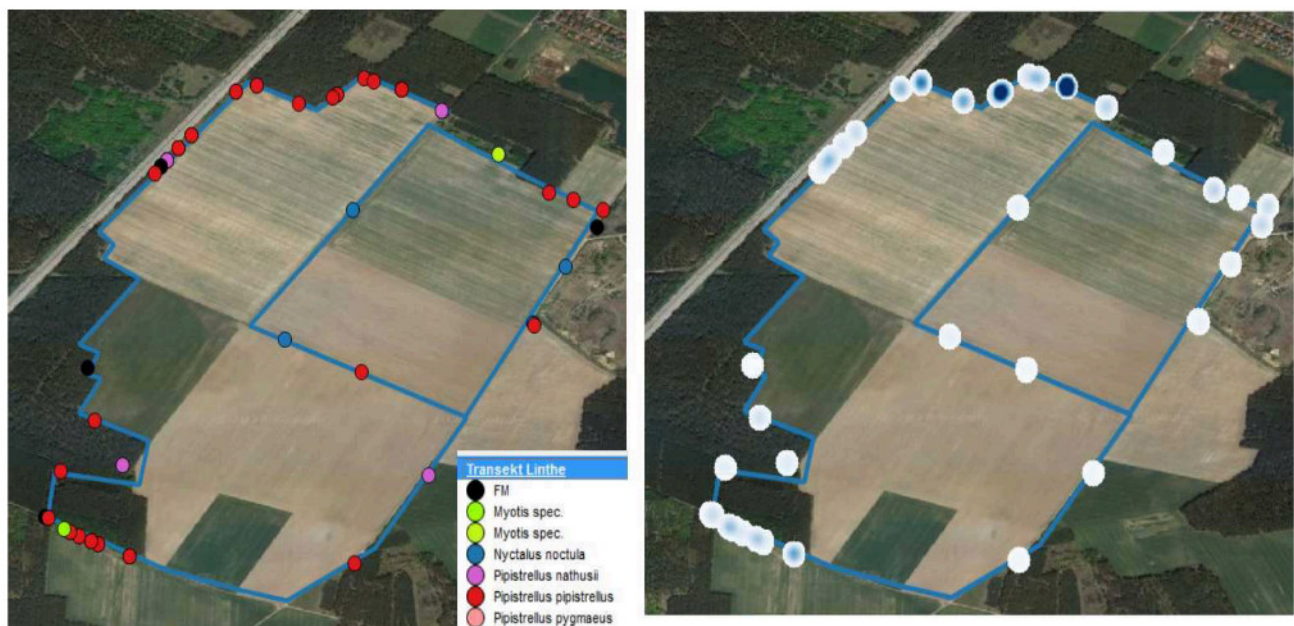 Transekt Linthe
FM
Myotis spec.
Myotis spec.
Nyctalus noctula
Pipistrellus nathusii
Pipistrellus pipistrellus
Pipistrellus pygmaeus